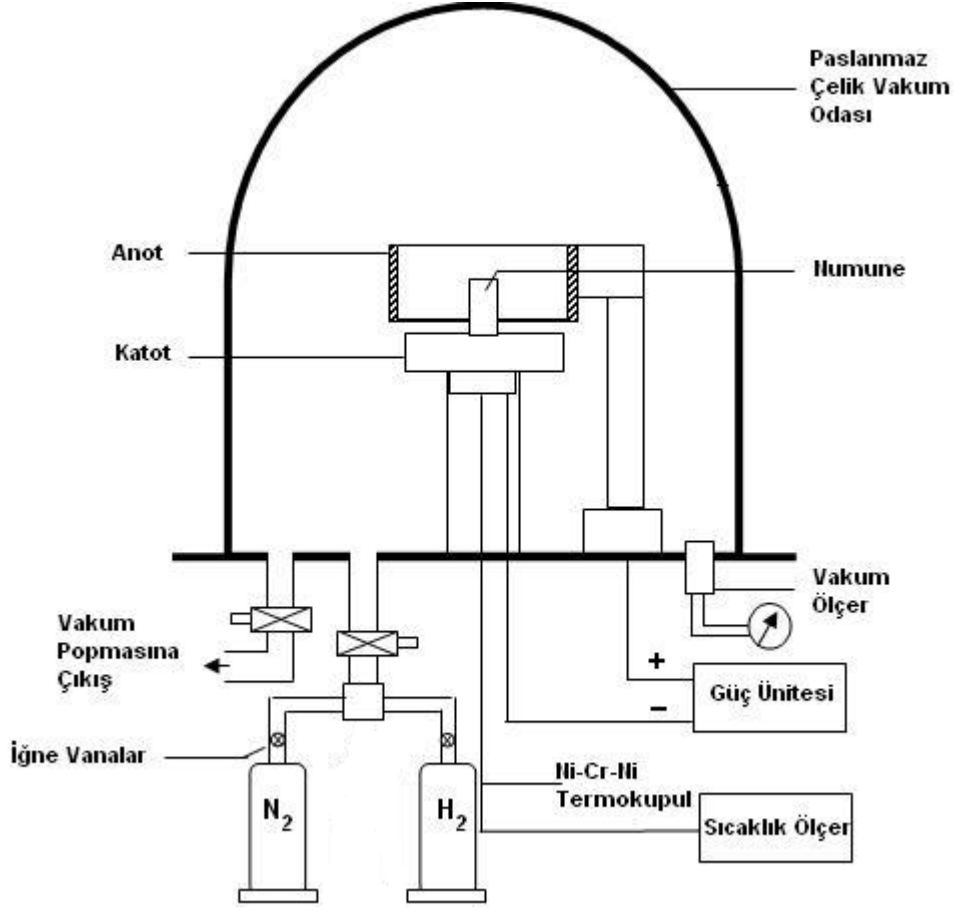 Paslanmaz
Çelik Vakum
Odası
Anot
Numune
Katot
Vakum
Ölçer
Vakum
Popmasına
Çıkış
+
Güç Ünitesi
−
İğne Vanalar
Ni-Cr-Ni
Termokupul
N2
H2
Sıcaklık Ölçer